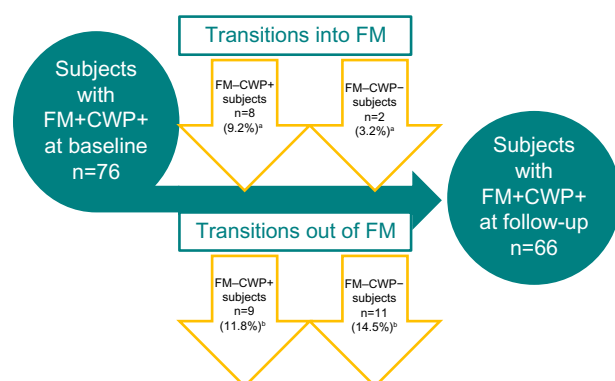 Transitions into FM
Subjects
with
FM+CWP+
at baseline
n=76
FM–CWP+
subjects
n=8
(9.2%)ᵃ
FM–CWP–
subjects
n=2
(3.2%)ᵃ
Subjects
with
FM+CWP+
at follow-up
n=66
Transitions out of FM
FM–CWP+
subjects
n=9
(11.8%)ᵇ
FM–CWP–
subjects
n=11
(14.5%)ᵇ